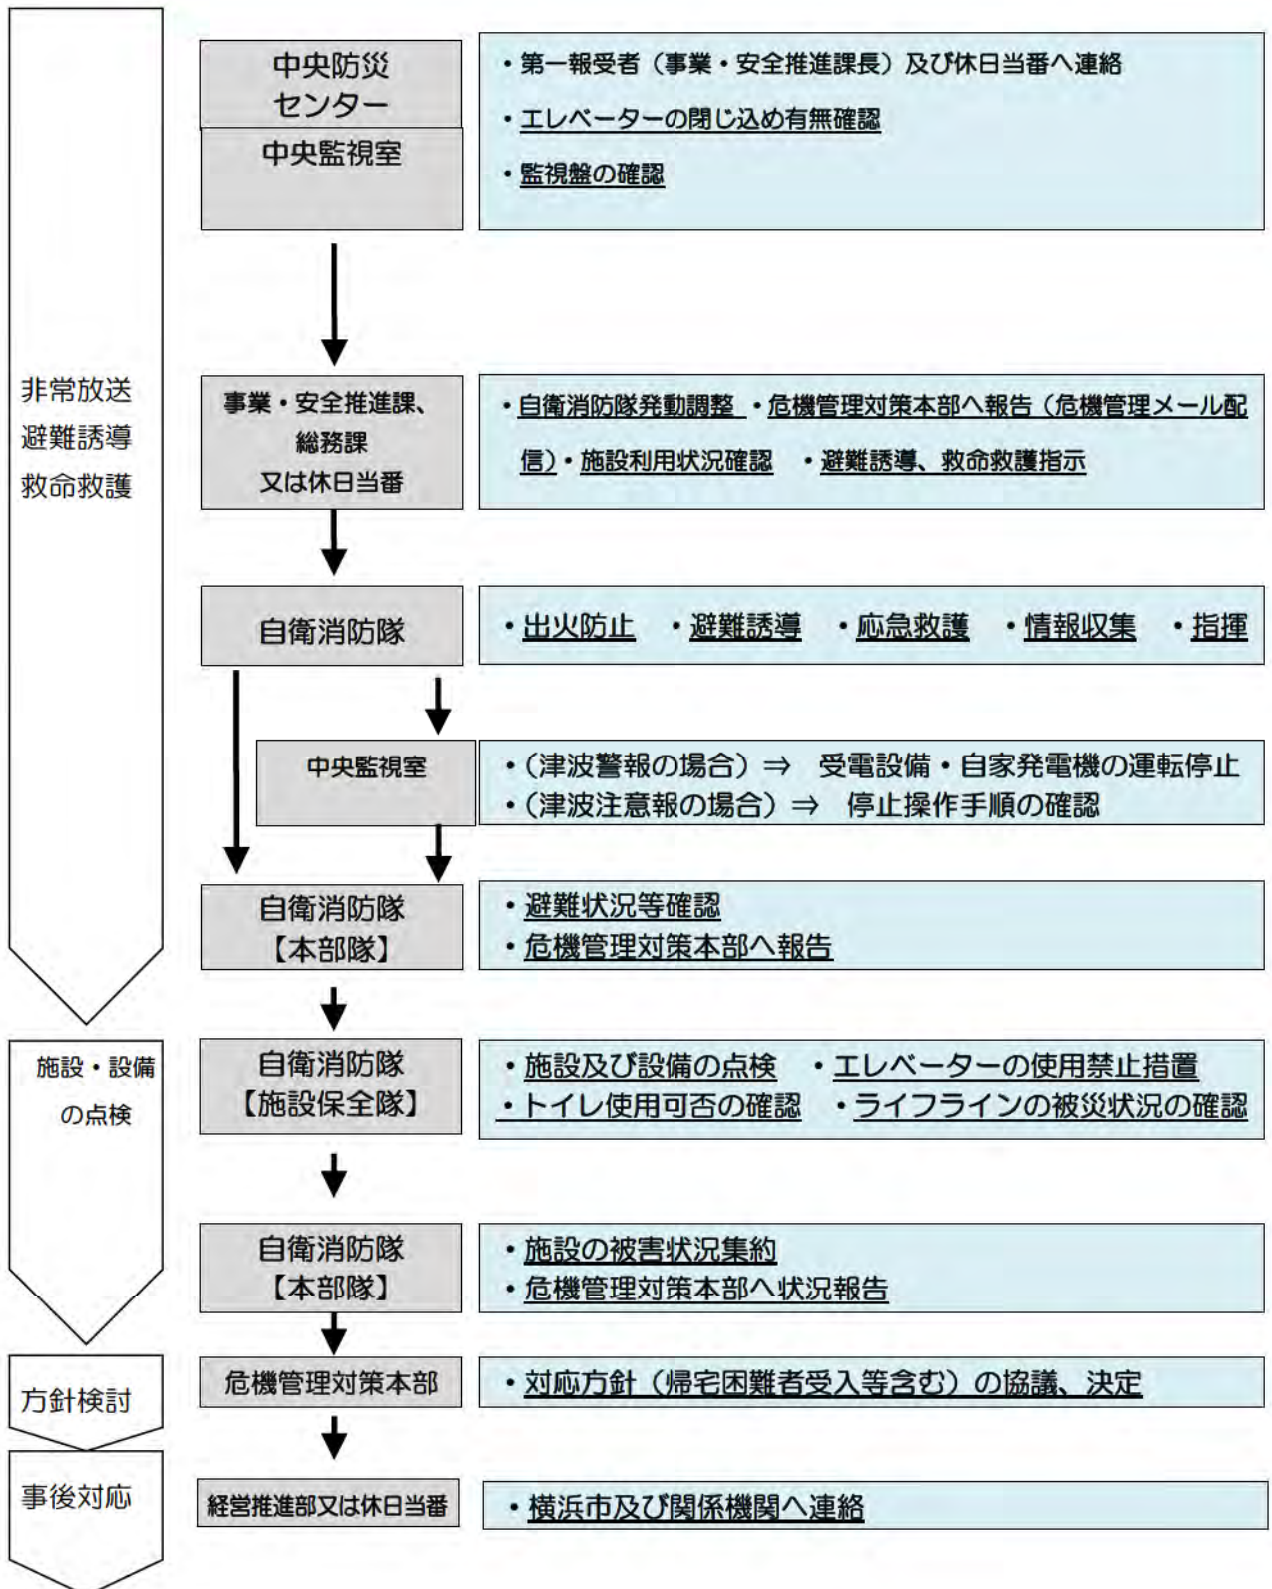 中央防災
センター
中央監視室
・第一報受者（事業・安全推進課長）及び休日当番へ連絡
・エレベーターの閉じ込め有無確認
・監視盤の確認
非常放送
避難誘導
救命救護
事業・安全推進課、
総務課
又は休日当番
・自衛消防隊発動調整 ・危機管理対策本部へ報告（危機管理メール配
信）・施設利用状況確認 ・避難誘導、救命救護指示
自衛消防隊
・出火防止 ・避難誘導 ・応急救護 ・情報収集 ・指揮
中央監視室
・（津波警報の場合）⇒ 受電設備・自家発電機の運転停止
・（津波注意報の場合）⇒ 停止操作手順の確認
自衛消防隊
【本部隊】
・避難状況等確認
・危機管理対策本部へ報告
施設・設備
の点検
自衛消防隊
【施設保全隊】
・施設及び設備の点検 ・エレベーターの使用禁止措置
・トイレ使用可否の確認 ・ライフラインの被災状況の確認
自衛消防隊
【本部隊】
・施設の被害状況集約
・危機管理対策本部へ状況報告
方針検討
危機管理対策本部
・対応方針（帰宅困難者受入等含む）の協議、決定
事後対応
経営推進部又は休日当番
・横浜市及び関係機関へ連絡